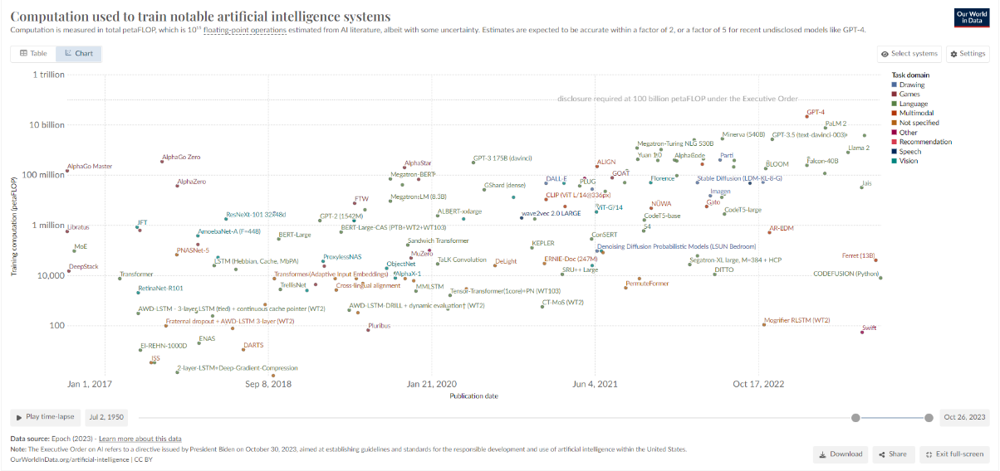 Computation used to train notable artificial intelligence systems
Computation is measured in total petaFLOP, which is 10¹⁵ floating-point operations estimated from AI literature, albeit with some uncertainty. Estimates are expected to be accurate within a factor of 2, or a factor of 5 for recent undisclosed models like GPT-4.
Our World
in Data
Table
Chart
Select systems
Settings
1 trillion
Task domain
Drawing
Games
Language
Multimodal
Not specified
Other
Recommendation
Speech
Vision
disclosure required at 100 billion petaFLOP under the Executive Order
GPT-4
10 billion
PaLM 2
Minerva (540B)
GPT-3.5 (text-davinci-003)
Megatron-Turing NLG 530B
Llama 2
AlphaGo Zero
GPT-3 175B (davinci)
Yuan 1.0
AlphaCode
Parti
AlphaGo Master
AlphaStar
ALIGN
BLOOM
Falcon-40B
100 million
Megatron-BERT
GOAT
AlphaZero
GShard (dense)
DALL-E
PLUG
Florence
Stable Diffusion (LDM-KL-8-G)
Jais
FTW
Megatron-LM (8.3B)
CLIP (ViT L/14@336px)
Imagen
ResNeXt-101 32x48d
GPT-2 (1542M)
ALBERT-xxlarge
wave2vec 2.0 LARGE
ViT-G/14
NÜWA
Gato
CodeT5-large
Libratus
JFT
CodeT5-base
1 million
AmoebaNet-A (F=448)
BERT-Large
BERT-Large-CAS (PTB+WT2+WT103)
S4
AR-LDM
MoE
PNASNet-5
Sandwich Transformer
KEPLER
ConSERT
Denoising Diffusion Probabilistic Models (LSUN Bedroom)
DeepStack
LSTM (Hebbian, Cache, MbPA)
ProxylessNAS
MuZero
TaLK Convolution
DeLight
ERNIE-Doc (247M)
Segatron-XL large, M=384 + HCP
Ferret (13B)
10,000
Transformer
Transformer (Adaptive Input Embeddings)
ObjectNet
AlphaX-1
SRU++ Large
DITTO
CODEFUSION (Python)
RetinaNet-R101
TrellisNet
Cross-lingual alignment
MMLSTM
Tensor-Transformer(1core)+PN (WT103)
PermuteFormer
AWD-LSTM - 3-layer LSTM (tied) + continuous cache pointer (WT2)
AWD-LSTM-DRILL + dynamic evaluation† (WT2)
CT-MoS (WT2)
100
Fraternal dropout + AWD-LSTM 3-layer (WT2)
Pluribus
Mogrifier RLSTM (WT2)
Swift
EI-REHN-1000D
ENAS
DARTS
ISS
2-layer-LSTM+Deep-Gradient-Compression
Training computation (petaFLOP)
Jan 1, 2017
Sep 8, 2018
Jan 21, 2020
Jun 4, 2021
Oct 17, 2022
Publication date
Play time-lapse
Jul 2, 1950
Oct 26, 2023
Data source: Epoch (2023) - Learn more about this data
Note: The Executive Order on AI refers to a directive issued by President Biden on October 30, 2023, aimed at establishing guidelines and standards for the responsible development and use of artificial intelligence within the United States.
OurWorldInData.org/artificial-intelligence | CC BY
Download
Share
Exit full-screen